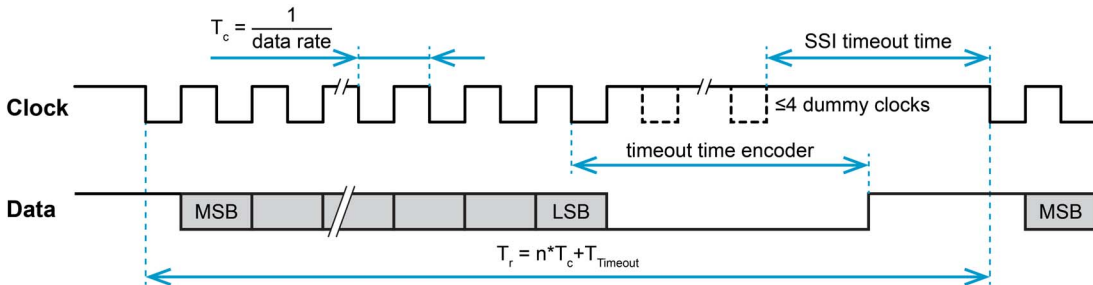 T_c = 1 / data rate
SSI timeout time
Clock
≤4 dummy clocks
timeout time encoder
Data
MSB
LSB
MSB
T_r = n*T_c+T_Timeout